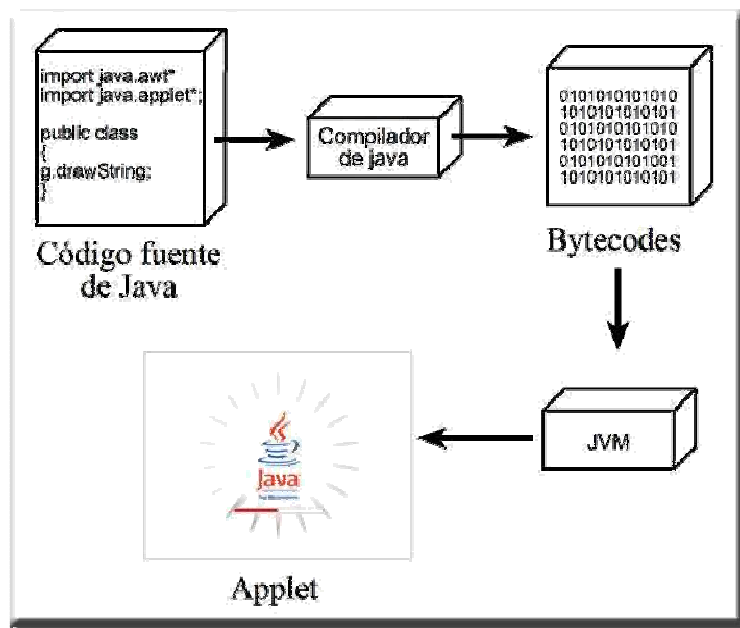 import java.awt*
import java.applet*;
public class
{
g.drawString;
}
Código fuente
de Java
Compilador
de java
0101010101010
1010101010101
0101010101010
1010101010101
0101010101001
1010101010101
Bytecodes
JVM
Java
Applet